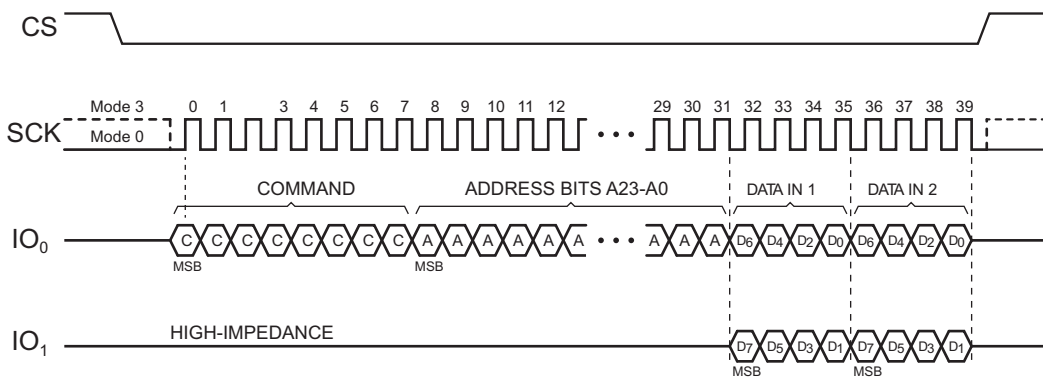 CS
Mode 3
0 1 3 4 5 6 7 8 9 10 11 12 29 30 31 32 33 34 35 36 37 38 39
SCK
Mode 0
COMMAND ADDRESS BITS A23-A0 DATA IN 1 DATA IN 2
IO0 C C C C C C C C A A A A A A A A A D6 D4 D2 D0 D6 D4 D2 D0
MSB MSB
HIGH-IMPEDANCE
IO1 D7 D5 D3 D1 D7 D5 D3 D1
MSB MSB